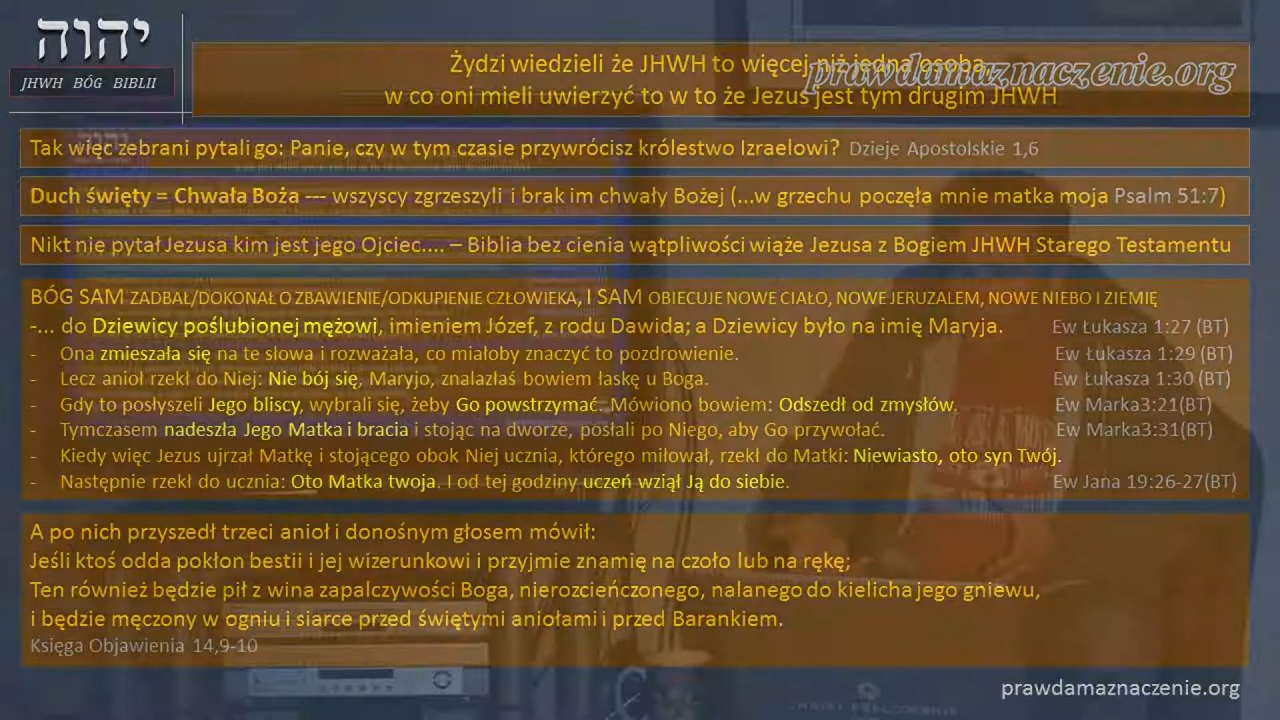 יהוה
JHWH BÓG BIBLII
Żydzi wiedzieli że JHWH to więcej niż jedna osoba
prawdamaznaczenie.org
w co oni mieli uwierzyć to w to że Jezus jest tym drugim JHWH
Tak więc zebrani pytali go: Panie, czy w tym czasie przywrócisz królestwo Izraelowi? Dzieje Apostolskie 1,6
Duch święty = Chwała Boża --- wszyscy zgrzeszyli i brak im chwały Bożej (...w grzechu poczęła mnie matka moja Psalm 51:7)
Nikt nie pytał Jezusa kim jest jego Ojciec.... – Biblia bez cienia wątpliwości wiąże Jezusa z Bogiem JHWH Starego Testamentu
BÓG SAM ZADBAŁ/DOKONAŁ O ZBAWIENIE/ODKUPIENIE CZŁOWIEKA, I SAM OBIECUJE NOWE CIAŁO, NOWE JERUZALEM, NOWE NIEBO I ZIEMIĘ
-... do Dziewicy poślubionej mężowi, imieniem Józef, z rodu Dawida; a Dziewicy było na imię Maryja. Ew Łukasza 1:27 (BT)
- Ona zmieszała się na te słowa i rozważała, co miałoby znaczyć to pozdrowienie. Ew Łukasza 1:29 (BT)
- Lecz anioł rzekł do Niej: Nie bój się, Maryjo, znalazłaś bowiem łaskę u Boga. Ew Łukasza 1:30 (BT)
- Gdy to posłyszeli Jego bliscy, wybrali się, żeby Go powstrzymać. Mówiono bowiem: Odszedł od zmysłów. Ew Marka3:21(BT)
- Tymczasem nadeszła Jego Matka i bracia i stojąc na dworze, posłali po Niego, aby Go przywołać. Ew Marka3:31(BT)
- Kiedy więc Jezus ujrzał Matkę i stojącego obok Niej ucznia, którego miłował, rzekł do Matki: Niewiasto, oto syn Twój.
- Następnie rzekł do ucznia: Oto Matka twoja. I od tej godziny uczeń wziął Ją do siebie. Ew Jana 19:26-27(BT)
A po nich przyszedł trzeci anioł i donośnym głosem mówił:
Jeśli ktoś odda pokłon bestii i jej wizerunkowi i przyjmie znamię na czoło lub na rękę;
Ten również będzie pił z wina zapalczywości Boga, nierozcieńczonego, nalanego do kielicha jego gniewu,
i będzie męczony w ogniu i siarce przed świętymi aniołami i przed Barankiem.
Księga Objawienia 14,9-10
prawdamaznaczenie.org